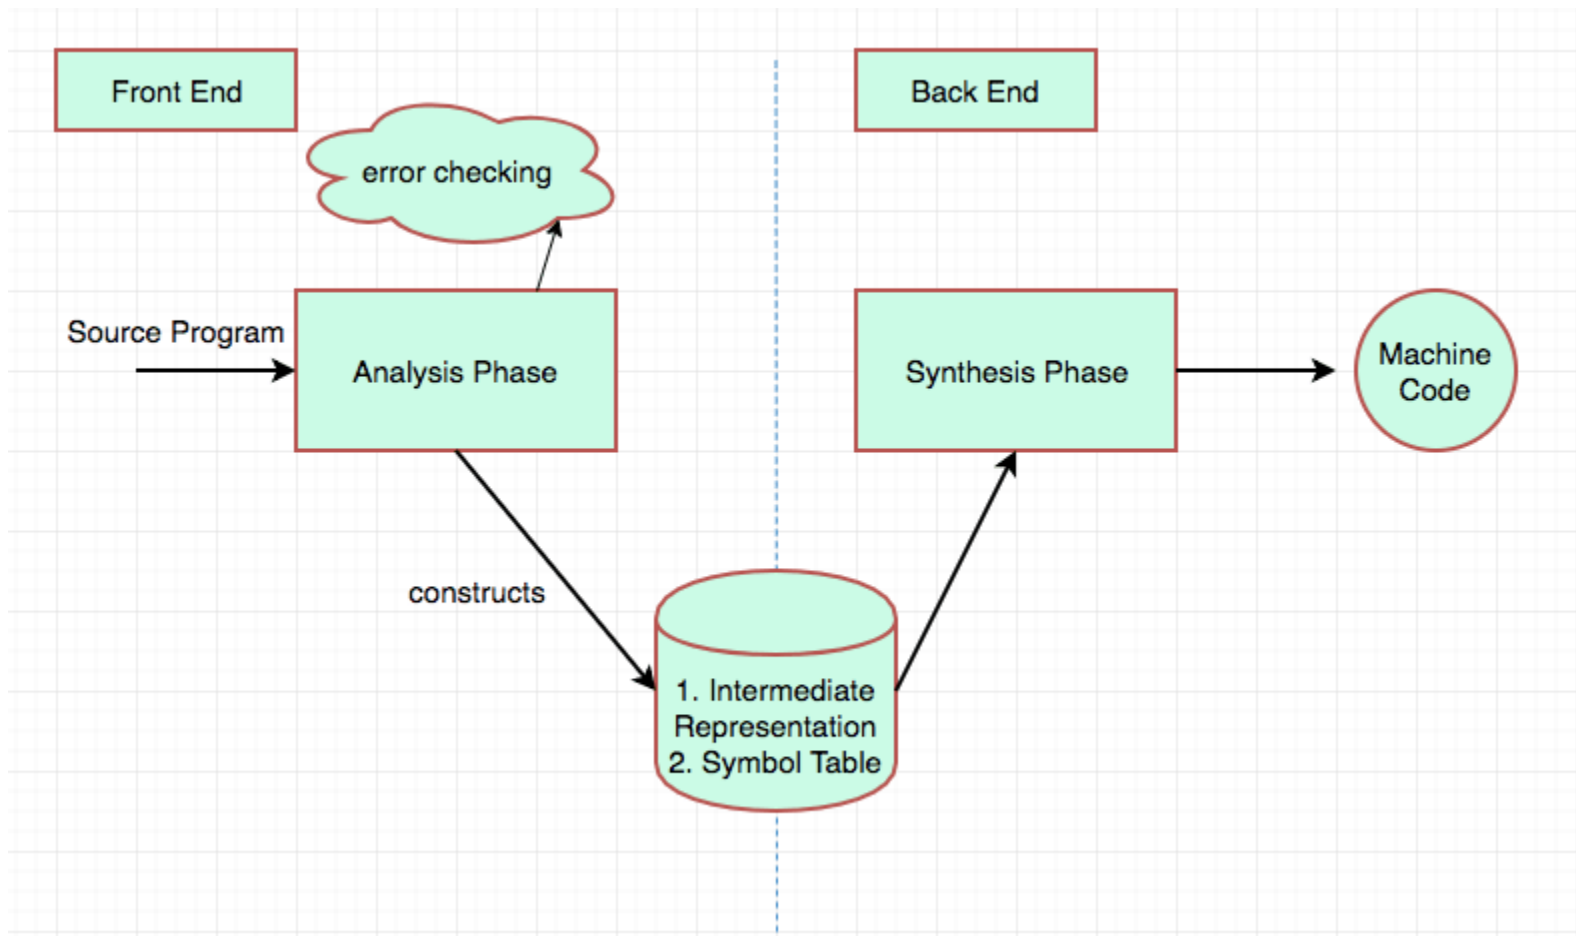 Front End
Back End
error checking
Source Program
Analysis Phase
Synthesis Phase
Machine
Code
constructs
1. Intermediate
Representation
2. Symbol Table